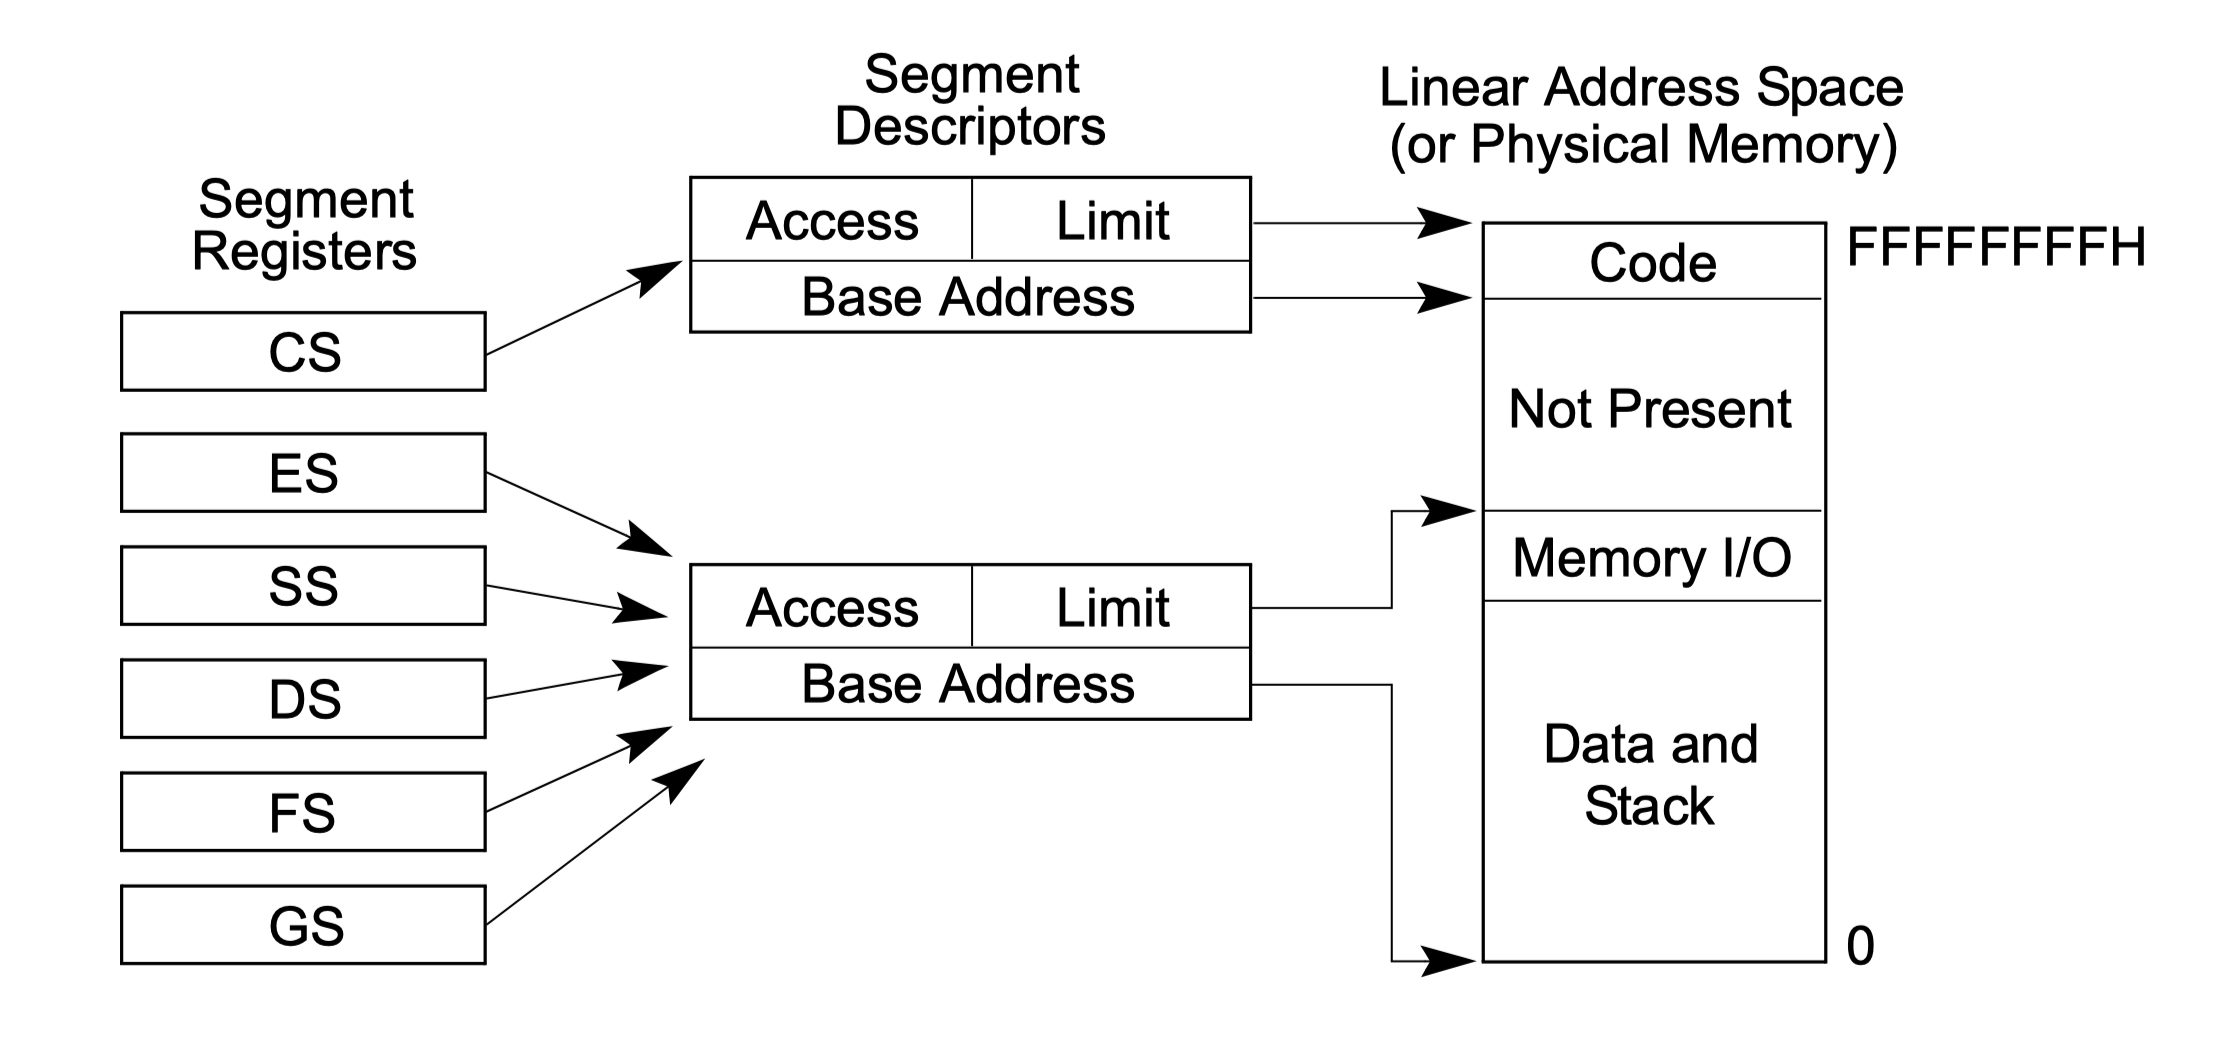 Segment
Registers
CS
ES
SS
DS
FS
GS
Segment
Descriptors
Access
Limit
Base Address
Access
Limit
Base Address
Linear Address Space
(or Physical Memory)
Code
Not Present
Memory I/O
Data and
Stack
FFFFFFFFH
0